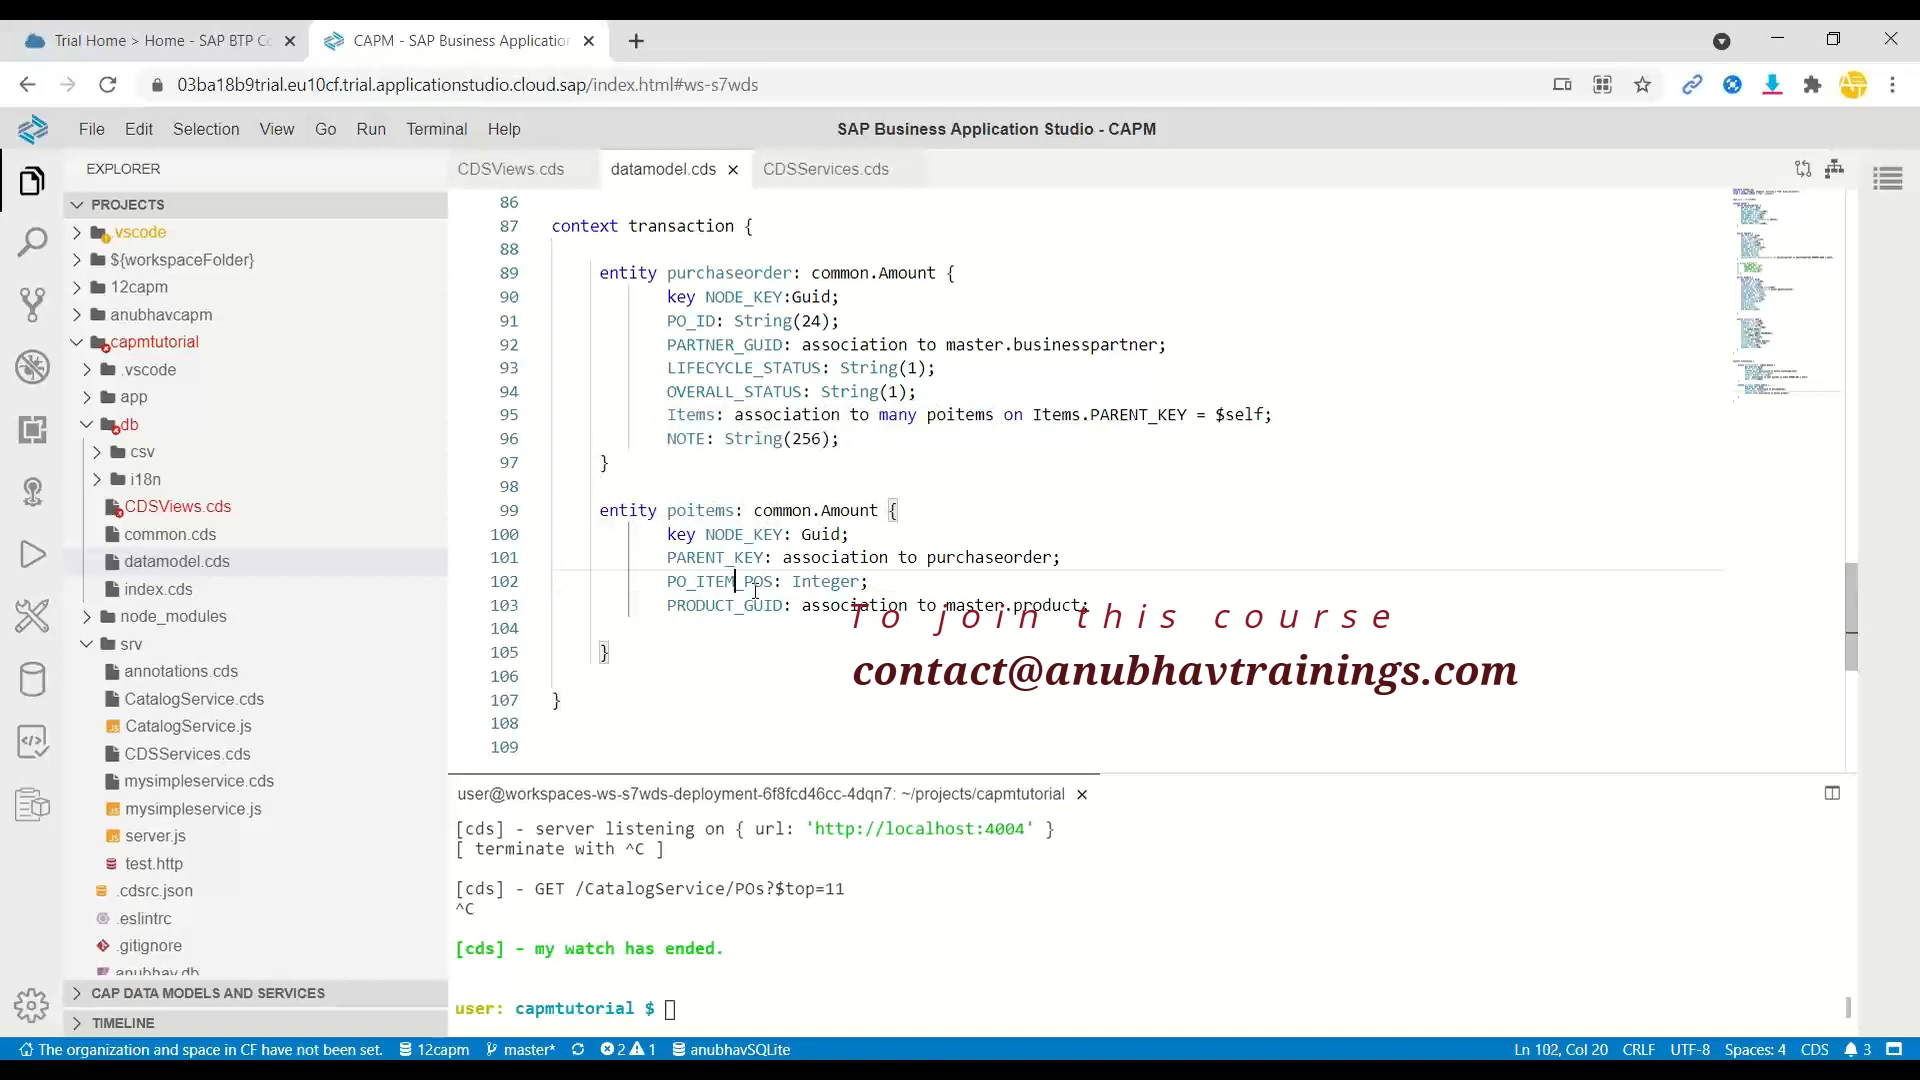 Trial Home > Home - SAP BTP Co
CAPM - SAP Business Application
03ba18b9trial.eu10cf.trial.applicationstudio.cloud.sap/index.html#ws-s7wds
File Edit Selection View Go Run Terminal Help
SAP Business Application Studio - CAPM
EXPLORER
PROJECTS
.vscode
${workspaceFolder}
12capm
anubhavcapm
capmtutorial
.vscode
app
db
csv
i18n
CDSViews.cds
common.cds
datamodel.cds
index.cds
node_modules
srv
annotations.cds
CatalogService.cds
CatalogService.js
CDSServices.cds
mysimpleservice.cds
mysimpleservice.js
server.js
test.http
.cdsrc.json
.eslintrc
.gitignore
anubhav.db
CAP DATA MODELS AND SERVICES
TIMELINE
CDSViews.cds datamodel.cds CDSServices.cds
86
87 context transaction {
88
89 entity purchaseorder: common.Amount {
90 key NODE_KEY:Guid;
91 PO_ID: String(24);
92 PARTNER_GUID: association to master.businesspartner;
93 LIFECYCLE_STATUS: String(1);
94 OVERALL_STATUS: String(1);
95 Items: association to many poitems on Items.PARENT_KEY = $self;
96 NOTE: String(256);
97 }
98
99 entity poitems: common.Amount {
100 key NODE_KEY: Guid;
101 PARENT_KEY: association to purchaseorder;
102 PO_ITEM_POS: Integer;
103 PRODUCT_GUID: association to master.product;
104
105 }
106
107 }
108
109
To join this course
contact@anubhavtrainings.com
user@workspaces-ws-s7wds-deployment-6f8fcd46cc-4dqn7: ~/projects/capmtutorial
[cds] - server listening on { url: 'http://localhost:4004' }
[ terminate with ^C ]
[cds] - GET /CatalogService/POs?$top=11
^C
[cds] - my watch has ended.
user: capmtutorial $
The organization and space in CF have not been set. 12capm master* 2 1 anubhavSQLite
Ln 102, Col 20 CRLF UTF-8 Spaces: 4 CDS 3